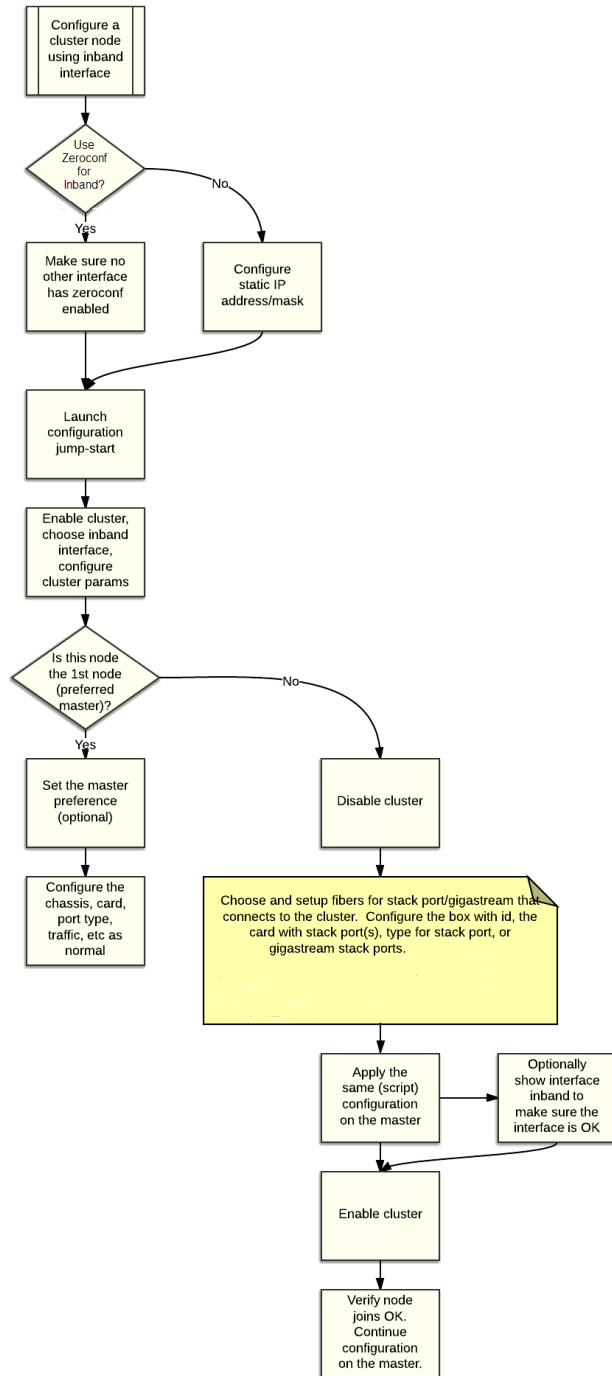 Configure a
cluster node
using inband
interface
Use
Zeroconf
for
Inband?
No
Yes
Make sure no
other interface
has zeroconf
enabled
Configure
static IP
address/mask
Launch
configuration
jump-start
Enable cluster,
choose inband
interface,
configure
cluster params
Is this node
the 1st node
(preferred
master)?
No
Yes
Set the master
preference
(optional)
Disable cluster
Configure the
chassis, card,
port type,
traffic, etc as
normal
Choose and setup fibers for stack port/gigastream that
connects to the cluster. Configure the box with id, the
card with stack port(s), type for stack port, or
gigastream stack ports.
Apply the
same (script)
configuration
on the master
Optionally
show interface
inband to
make sure the
interface is OK
Enable cluster
Verify node
joins OK.
Continue
configuration
on the master.